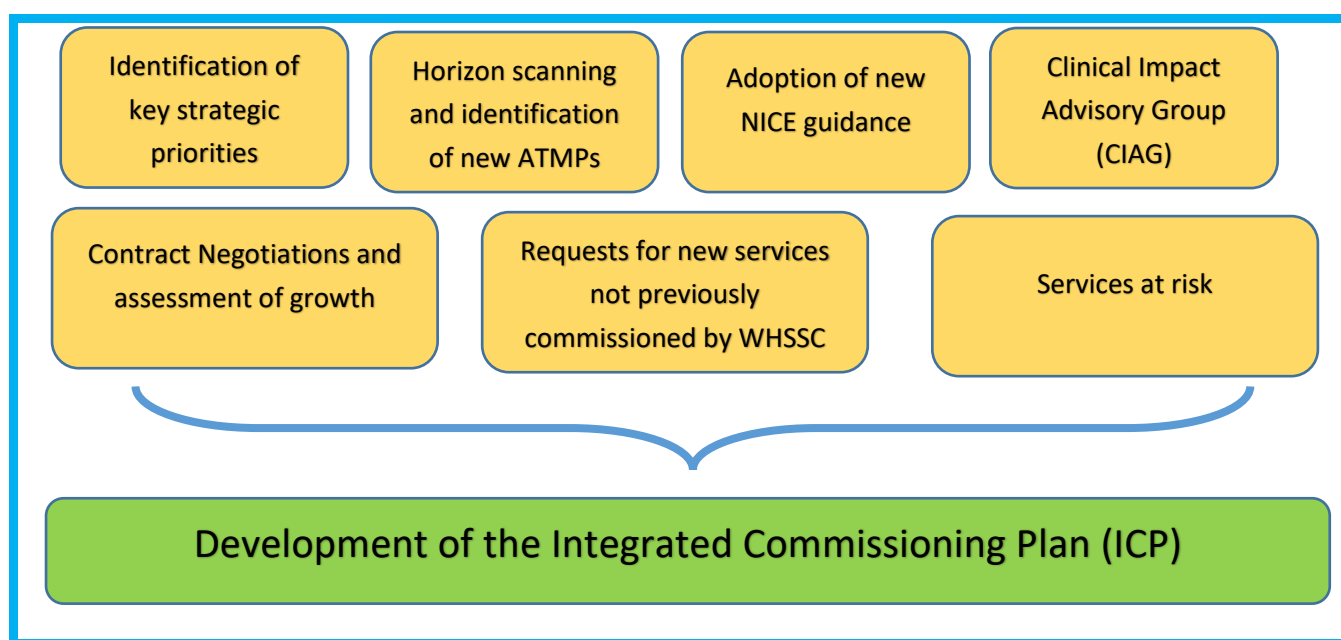 Identification of
key strategic
priorities
Horizon scanning
and identification
of new ATMPs
Adoption of new
NICE guidance
Clinical Impact
Advisory Group
(CIAG)
Contract Negotiations and
assessment of growth
Requests for new services
not previously
commissioned by WHSSC
Services at risk
Development of the Integrated Commissioning Plan (ICP)